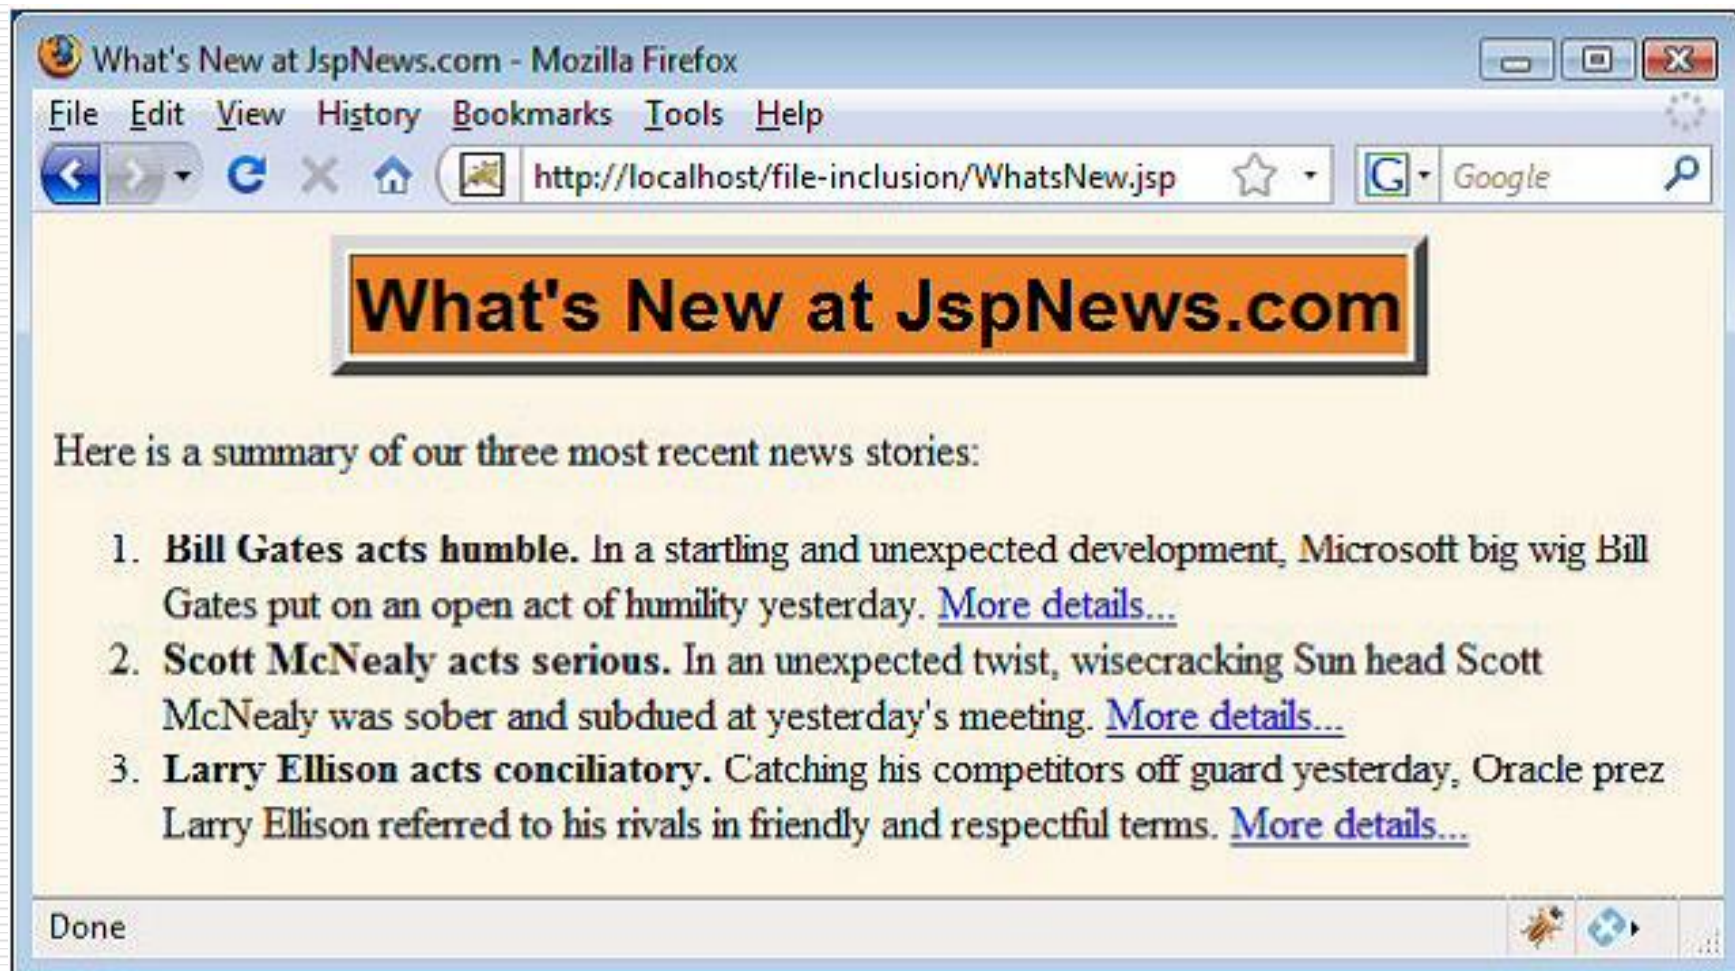 What's New at JspNews.com - Mozilla Firefox
File Edit View History Bookmarks Tools Help
http://localhost/file-inclusion/WhatsNew.jsp G Google
What's New at JspNews.com
Here is a summary of our three most recent news stories:
1. Bill Gates acts humble. In a startling and unexpected development, Microsoft big wig Bill
Gates put on an open act of humility yesterday. More details...
2. Scott McNealy acts serious. In an unexpected twist, wisecracking Sun head Scott
McNealy was sober and subdued at yesterday's meeting. More details...
3. Larry Ellison acts conciliatory. Catching his competitors off guard yesterday, Oracle prez
Larry Ellison referred to his rivals in friendly and respectful terms. More details...
Done